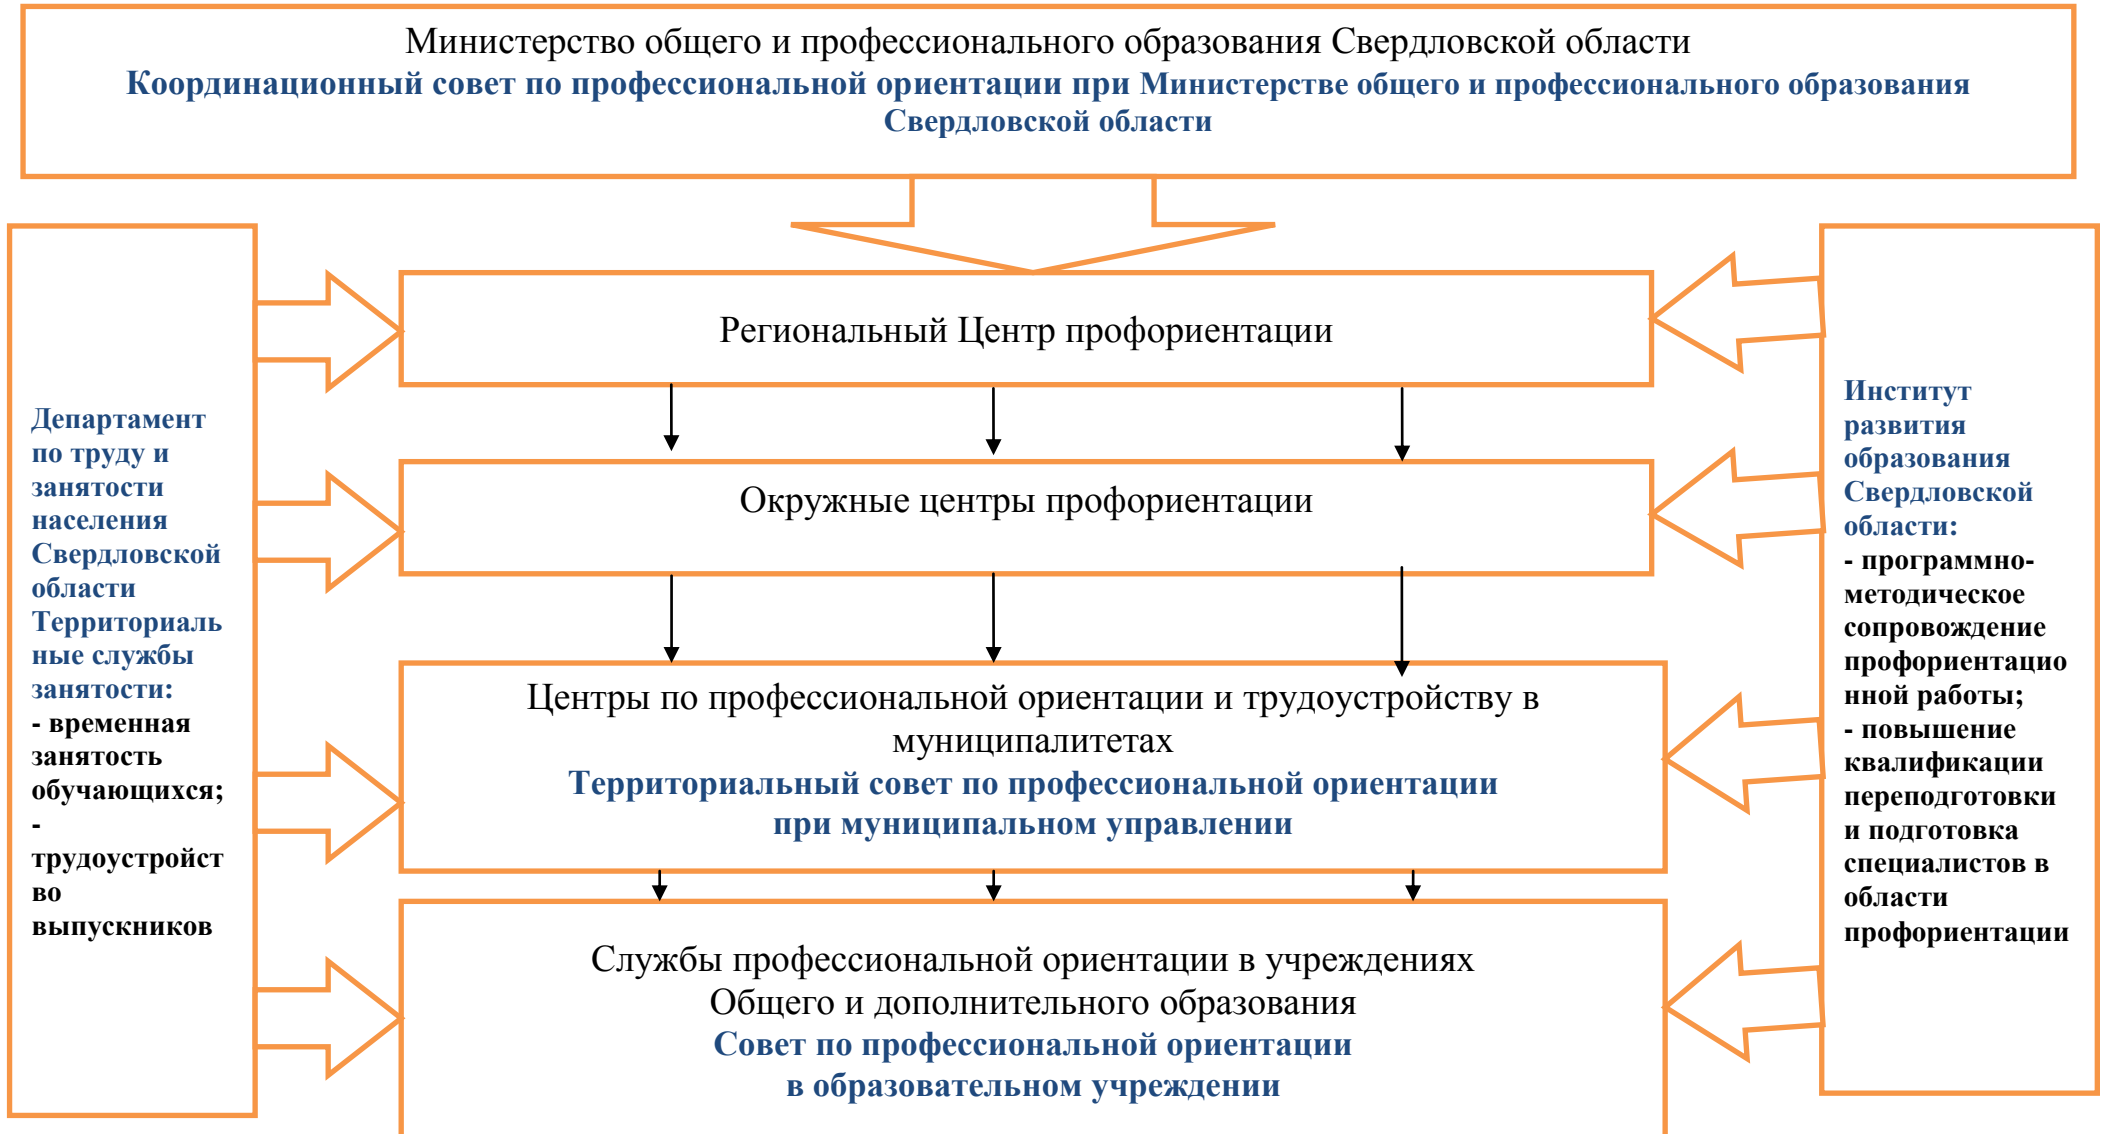 Министерство общего и профессионального образования Свердловской области
Координационный совет по профессиональной ориентации при Министерстве общего и профессионального образования
Свердловской области
Департамент
по труду и
занятости
населения
Свердловской
области
Территориаль
ные службы
занятости:
- временная
занятость
обучающихся;
-
трудоустройст
во
выпускников
Региональный Центр профориентации
Окружные центры профориентации
Центры по профессиональной ориентации и трудоустройству в
муниципалитетах
Территориальный совет по профессиональной ориентации
при муниципальном управлении
Службы профессиональной ориентации в учреждениях
Общего и дополнительного образования
Совет по профессиональной ориентации
в образовательном учреждении
Институт
развития
образования
Свердловской
области:
- программно-
методическое
сопровождение
профориентацио
нной работы;
- повышение
квалификации
переподготовки
и подготовка
специалистов в
области
профориентации